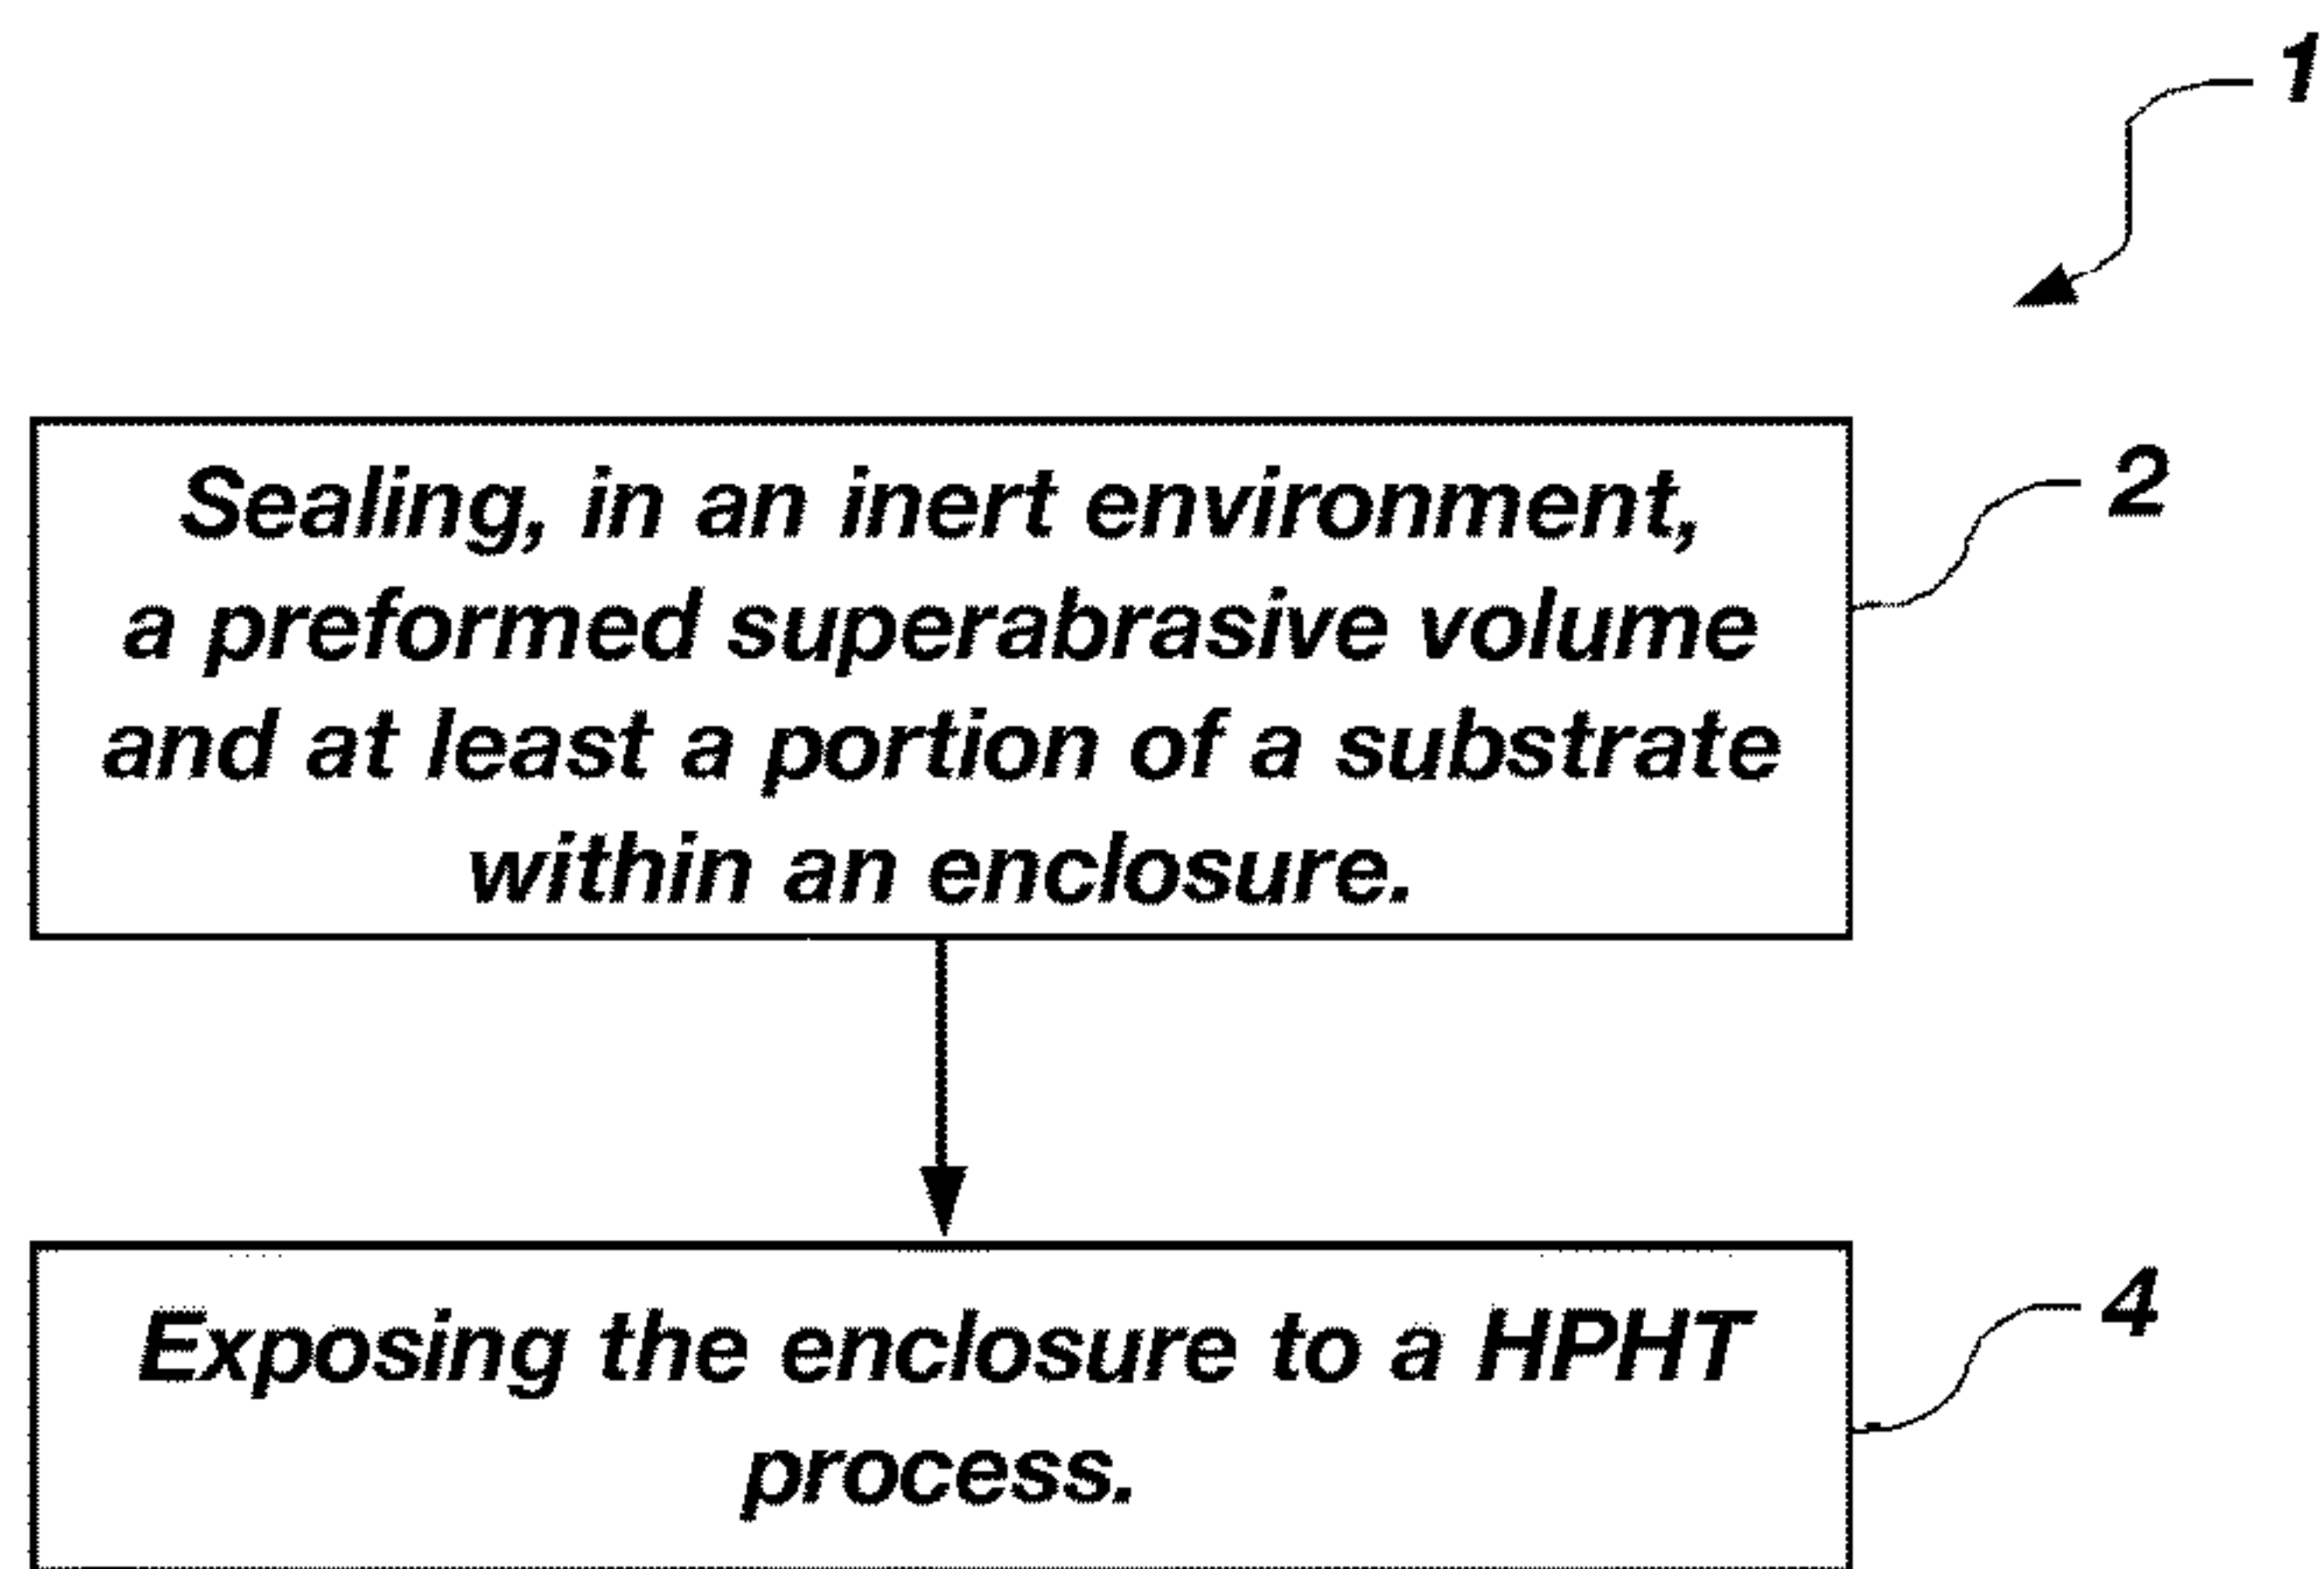 1
Sealing, in an inert environment,
a preformed superabrasive volume
and at least a portion of a substrate
within an enclosure.
2
Exposing the enclosure to a HPHT
process.
4